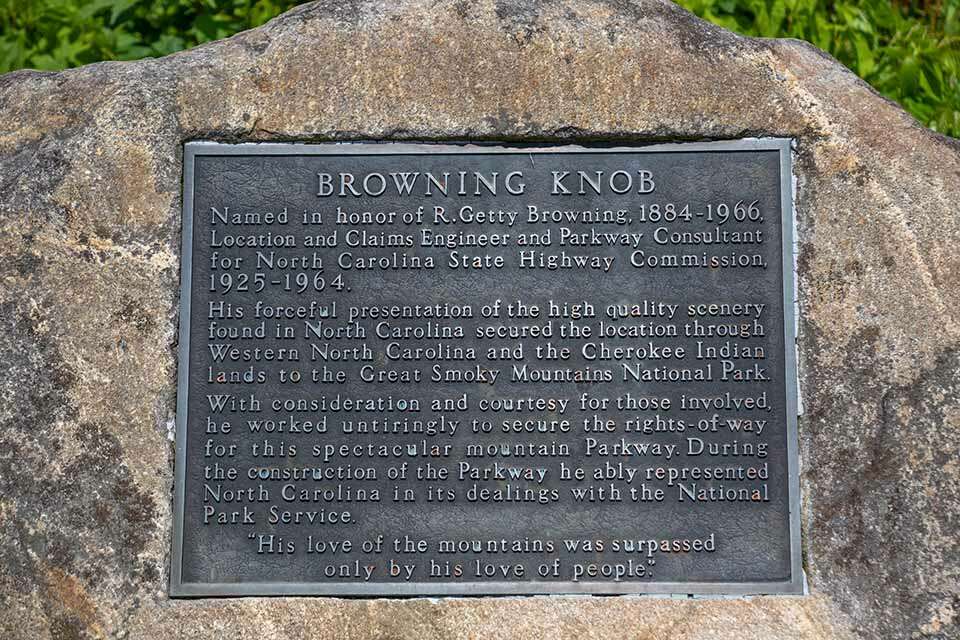 BROWNING KNOB
Named in honor of R. Getty Browning, 1884-1966,
Location and Claims Engineer and Parkway Consultant
for North Carolina State Highway Commission,
1925-1964.
His forceful presentation of the high quality scenery
found in North Carolina secured the location through
Western North Carolina and the Cherokee Indian
lands to the Great Smoky Mountains National Park.
With consideration and courtesy for those involved,
he worked untiringly to secure the rights-of-way
for this spectacular mountain Parkway. During
the construction of the Parkway he ably represented
North Carolina in its dealings with the National
Park Service.
"His love of the mountains was surpassed
only by his love of people."